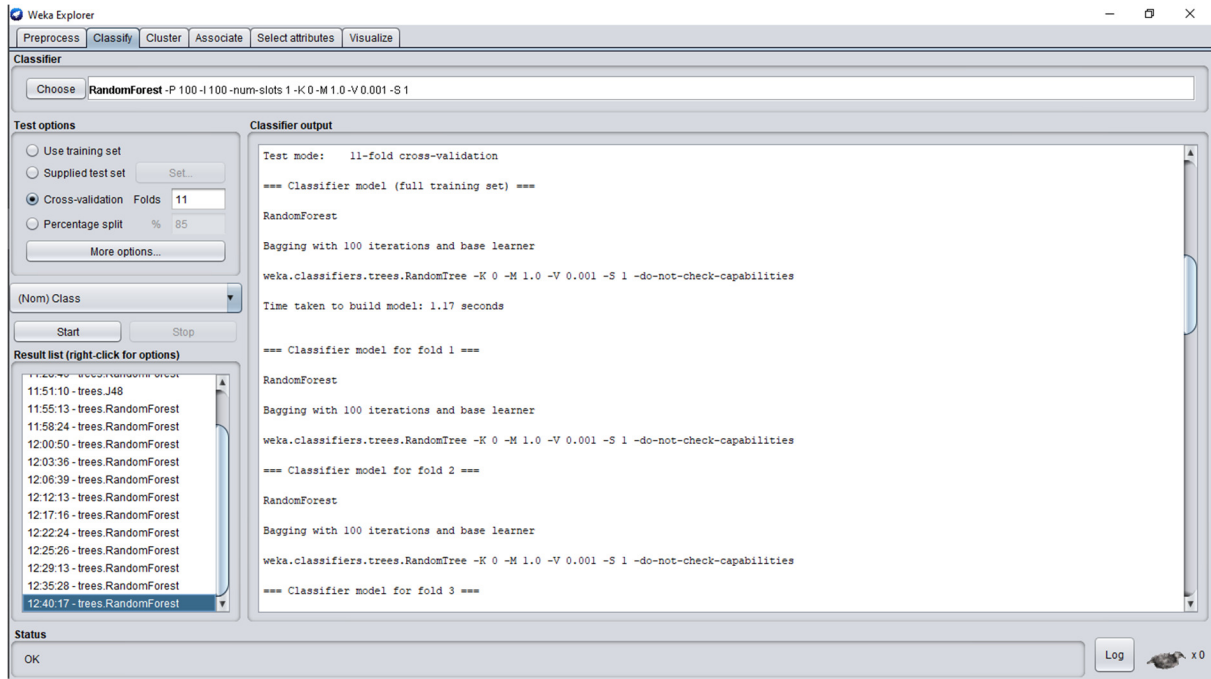 Weka Explorer
Preprocess Classify Cluster Associate Select attributes Visualize
Classifier
Choose RandomForest -P 100 -I 100 -num-slots 1 -K 0 -M 1.0 -V 0.001 -S 1
Test options
Use training set
Supplied test set Set...
Cross-validation Folds 11
Percentage split % 85
More options...
(Nom) Class
Start Stop
Result list (right-click for options)
11:51:10 - trees.J48
11:55:13 - trees.RandomForest
11:58:24 - trees.RandomForest
12:00:50 - trees.RandomForest
12:03:36 - trees.RandomForest
12:06:39 - trees.RandomForest
12:12:13 - trees.RandomForest
12:17:16 - trees.RandomForest
12:22:24 - trees.RandomForest
12:25:26 - trees.RandomForest
12:29:13 - trees.RandomForest
12:35:28 - trees.RandomForest
12:40:17 - trees.RandomForest
Classifier output
Test mode: 11-fold cross-validation
=== Classifier model (full training set) ===
RandomForest
Bagging with 100 iterations and base learner
weka.classifiers.trees.RandomTree -K 0 -M 1.0 -V 0.001 -S 1 -do-not-check-capabilities
Time taken to build model: 1.17 seconds
=== Classifier model for fold 1 ===
RandomForest
Bagging with 100 iterations and base learner
weka.classifiers.trees.RandomTree -K 0 -M 1.0 -V 0.001 -S 1 -do-not-check-capabilities
=== Classifier model for fold 2 ===
RandomForest
Bagging with 100 iterations and base learner
weka.classifiers.trees.RandomTree -K 0 -M 1.0 -V 0.001 -S 1 -do-not-check-capabilities
=== Classifier model for fold 3 ===
Status
OK
Log x 0